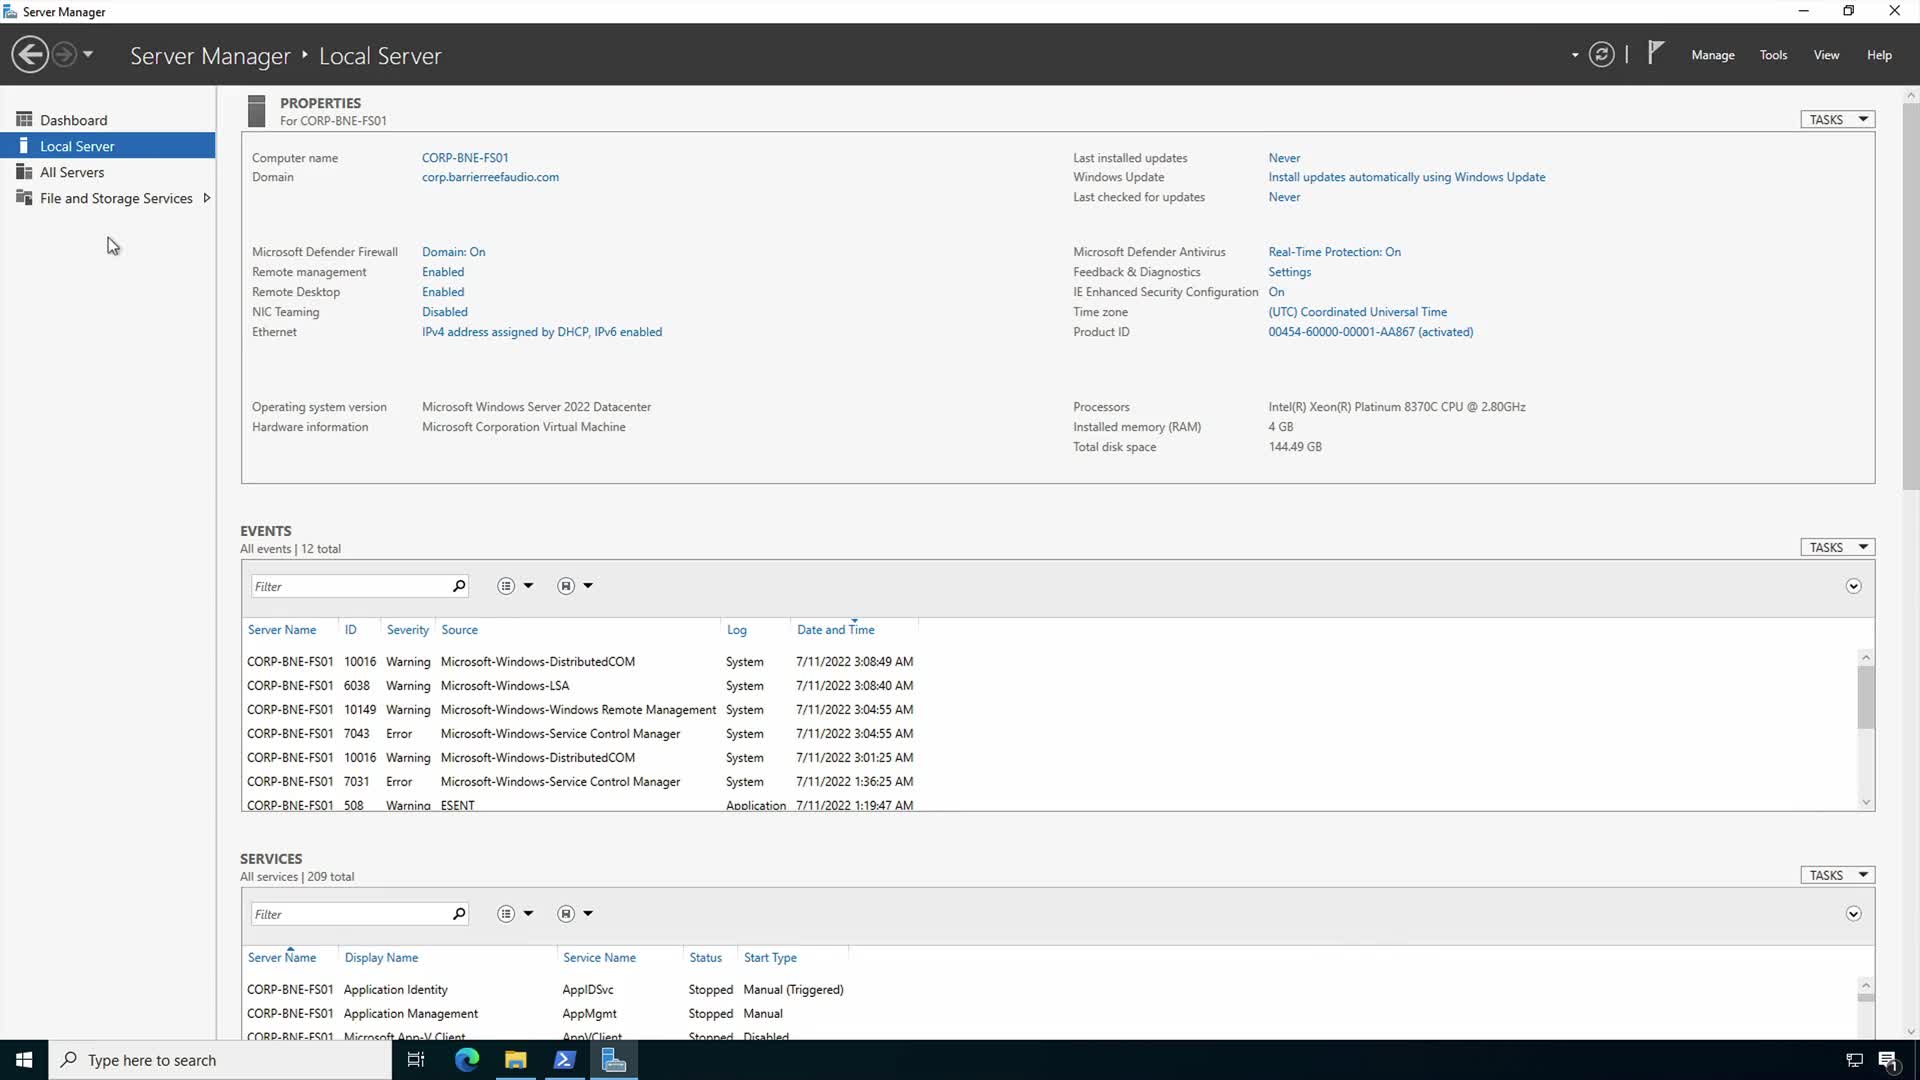 Server Manager
Server Manager ‣ Local Server
Manage Tools View Help
Dashboard
Local Server
All Servers
File and Storage Services
PROPERTIES
For CORP-BNE-FS01
TASKS
Computer name CORP-BNE-FS01
Domain corp.barrierreefaudio.com
Last installed updates Never
Windows Update Install updates automatically using Windows Update
Last checked for updates Never
Microsoft Defender Firewall Domain: On
Remote management Enabled
Remote Desktop Enabled
NIC Teaming Disabled
Ethernet IPv4 address assigned by DHCP, IPv6 enabled
Microsoft Defender Antivirus Real-Time Protection: On
Feedback & Diagnostics Settings
IE Enhanced Security Configuration On
Time zone (UTC) Coordinated Universal Time
Product ID 00454-60000-00001-AA867 (activated)
Operating system version Microsoft Windows Server 2022 Datacenter
Hardware information Microsoft Corporation Virtual Machine
Processors Intel(R) Xeon(R) Platinum 8370C CPU @ 2.80GHz
Installed memory (RAM) 4 GB
Total disk space 144.49 GB
EVENTS
All events | 12 total
TASKS
Filter
Server Name ID Severity Source Log Date and Time
CORP-BNE-FS01 10016 Warning Microsoft-Windows-DistributedCOM System 7/11/2022 3:08:49 AM
CORP-BNE-FS01 6038 Warning Microsoft-Windows-LSA System 7/11/2022 3:08:40 AM
CORP-BNE-FS01 10149 Warning Microsoft-Windows-Windows Remote Management System 7/11/2022 3:04:55 AM
CORP-BNE-FS01 7043 Error Microsoft-Windows-Service Control Manager System 7/11/2022 3:04:55 AM
CORP-BNE-FS01 10016 Warning Microsoft-Windows-DistributedCOM System 7/11/2022 3:01:25 AM
CORP-BNE-FS01 7031 Error Microsoft-Windows-Service Control Manager System 7/11/2022 1:36:25 AM
CORP-BNE-FS01 508 Warning ESENT Application 7/11/2022 1:19:47 AM
SERVICES
All services | 209 total
TASKS
Filter
Server Name Display Name Service Name Status Start Type
CORP-BNE-FS01 Application Identity AppIDSvc Stopped Manual (Triggered)
CORP-BNE-FS01 Application Management AppMgmt Stopped Manual
CORP-BNE-FS01 Microsoft App-V Client AppVClient Stopped Disabled
Type here to search
1